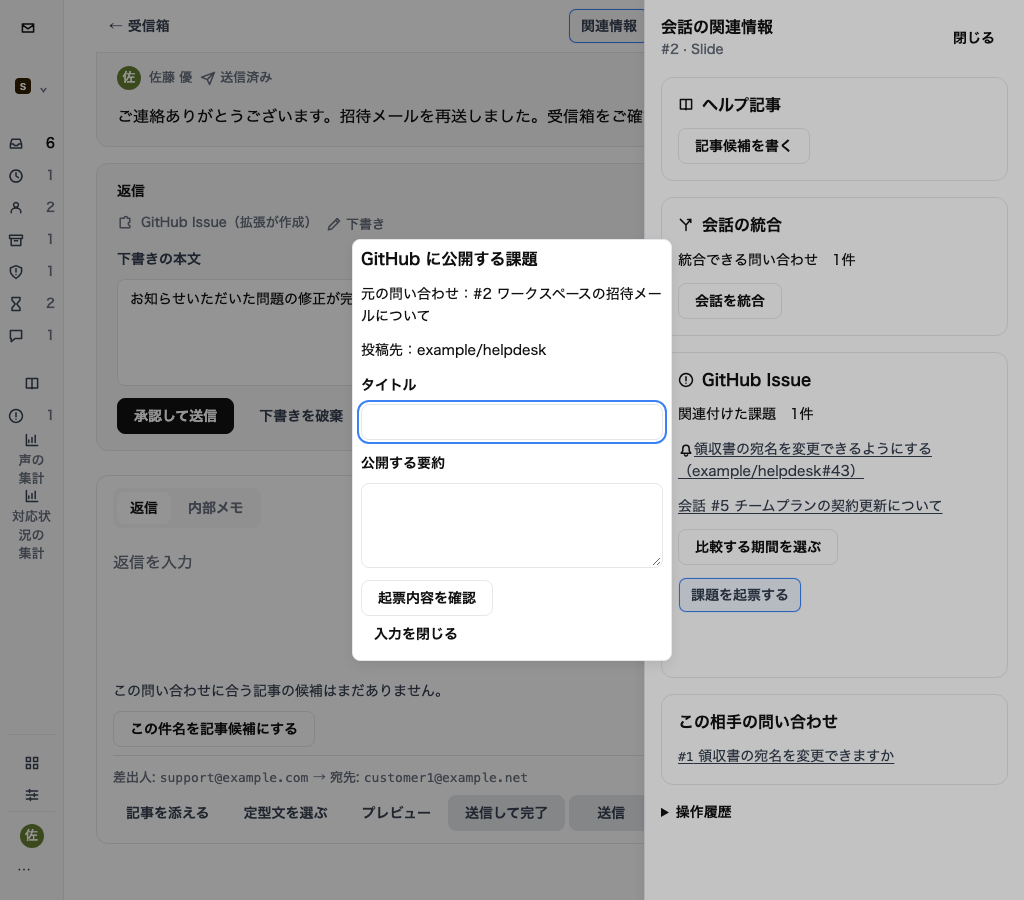 ← 受信箱
関連情報
会話の関連情報
#2 · Slide
閉じる
S
6
1
2
1
1
2
1
1
声の
集計
対応状
況の
集計
佐
…
佐 佐藤 優 送信済み
ご連絡ありがとうございます。招待メールを再送しました。受信箱をご確
返信
GitHub Issue（拡張が作成） 下書き
下書きの本文
お知らせいただいた問題の修正が完
承認して送信 下書きを破棄
返信 内部メモ
返信を入力
この問い合わせに合う記事の候補はまだありません。
この件名を記事候補にする
差出人: support@example.com → 宛先: customer1@example.net
記事を添える 定型文を選ぶ プレビュー 送信して完了 送信
GitHub に公開する課題
元の問い合わせ：#2 ワークスペースの招待メー
ルについて
投稿先：example/helpdesk
タイトル
公開する要約
起票内容を確認
入力を閉じる
ヘルプ記事
記事候補を書く
会話の統合
統合できる問い合わせ 1件
会話を統合
GitHub Issue
関連付けた課題 1件
領収書の宛名を変更できるようにする
（example/helpdesk#43）
会話 #5 チームプランの契約更新について
比較する期間を選ぶ
課題を起票する
この相手の問い合わせ
#1 領収書の宛名を変更できますか
▶ 操作履歴